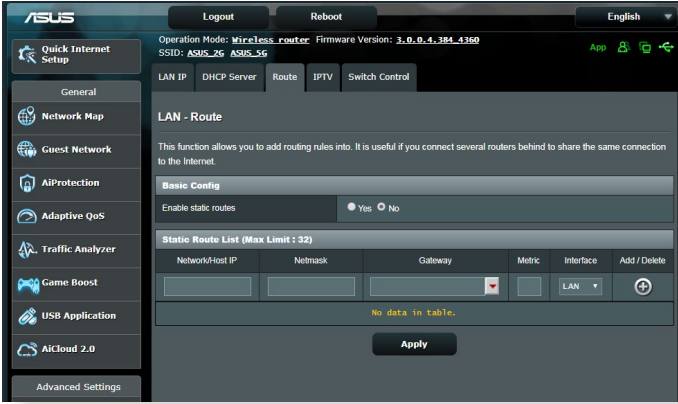 ASUS
Logout
Reboot
English
Operation Mode: Wireless router Firmware Version: 3.0.0.4.384_4360
SSID: ASUS_2G ASUS_5G
App
Quick Internet
Setup
General
Network Map
Guest Network
AiProtection
Adaptive QoS
Traffic Analyzer
Game Boost
USB Application
AiCloud 2.0
Advanced Settings
LAN IP
DHCP Server
Route
IPTV
Switch Control
LAN - Route
This function allows you to add routing rules into. It is useful if you connect several routers behind to share the same connection
to the Internet.
Basic Config
Enable static routes
Yes No
Static Route List (Max Limit : 32)
Network/Host IP
Netmask
Gateway
Metric
Interface
Add / Delete
LAN
No data in table.
Apply